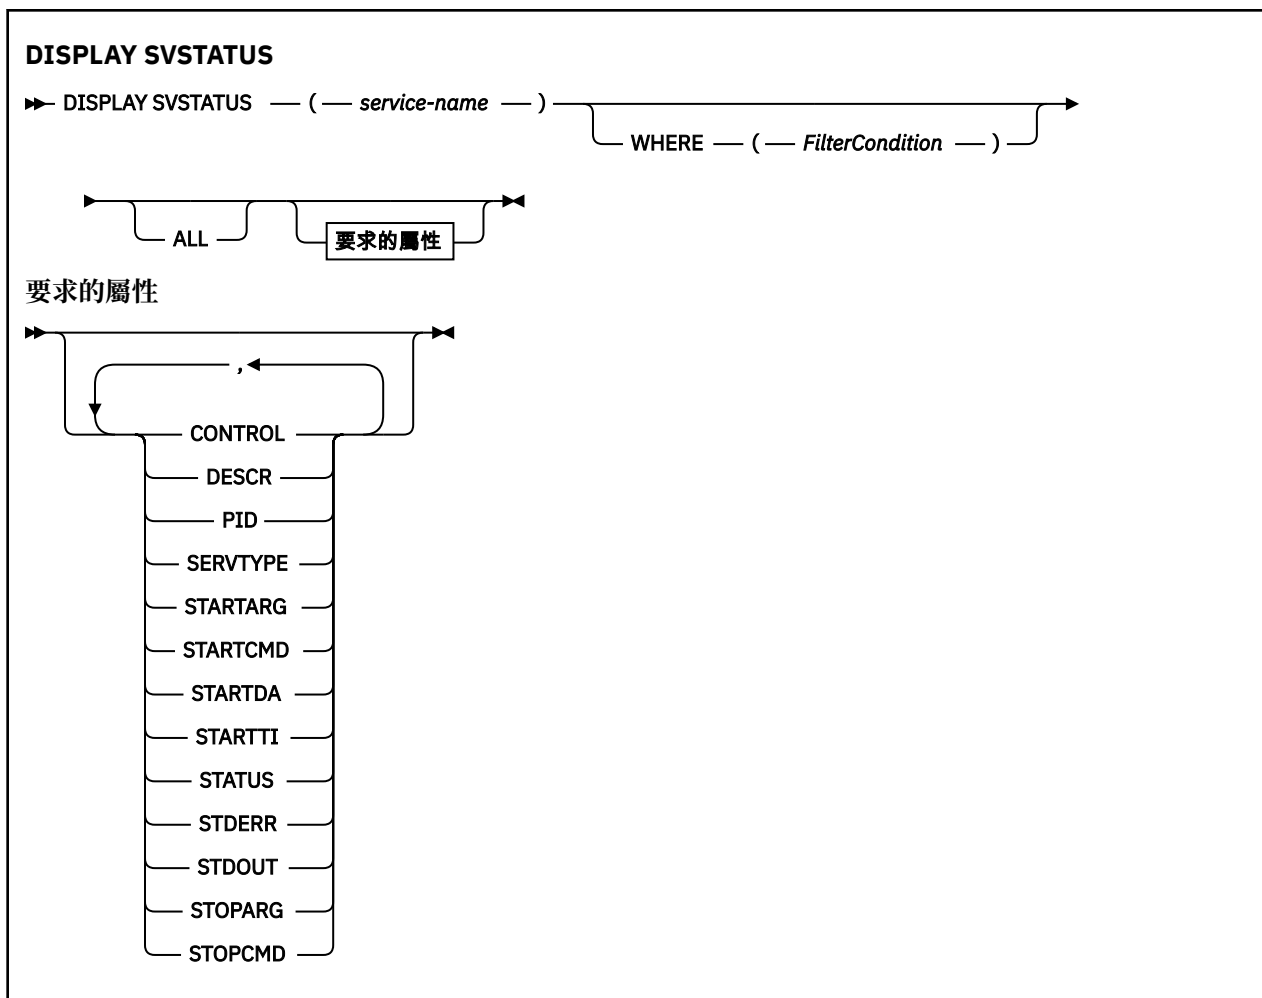 DISPLAY SVSTATUS
DISPLAY SVSTATUS ( service-name )
WHERE ( FilterCondition )
ALL
要求的屬性
要求的屬性
,
CONTROL
DESCR
PID
SERVTYPE
STARTARG
STARTCMD
STARTDA
STARTTI
STATUS
STDERR
STDOUT
STOPARG
STOPCMD